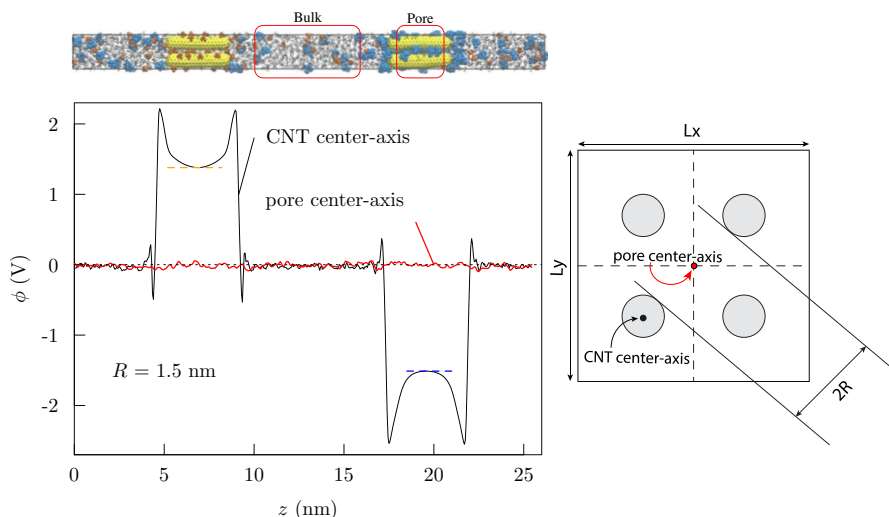 Bulk
Pore
2
1
0
-1
-2
ϕ (V)
CNT center-axis
pore center-axis
R = 1.5 nm
0
5
10
15
20
25
z (nm)
Lx
Ly
pore center-axis
CNT center-axis
2R